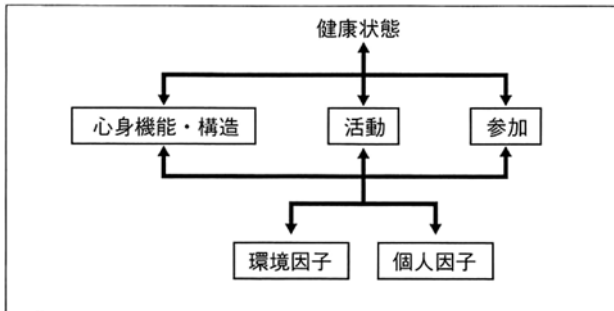 健康状態
心身機能・構造
活動
参加
環境因子
個人因子